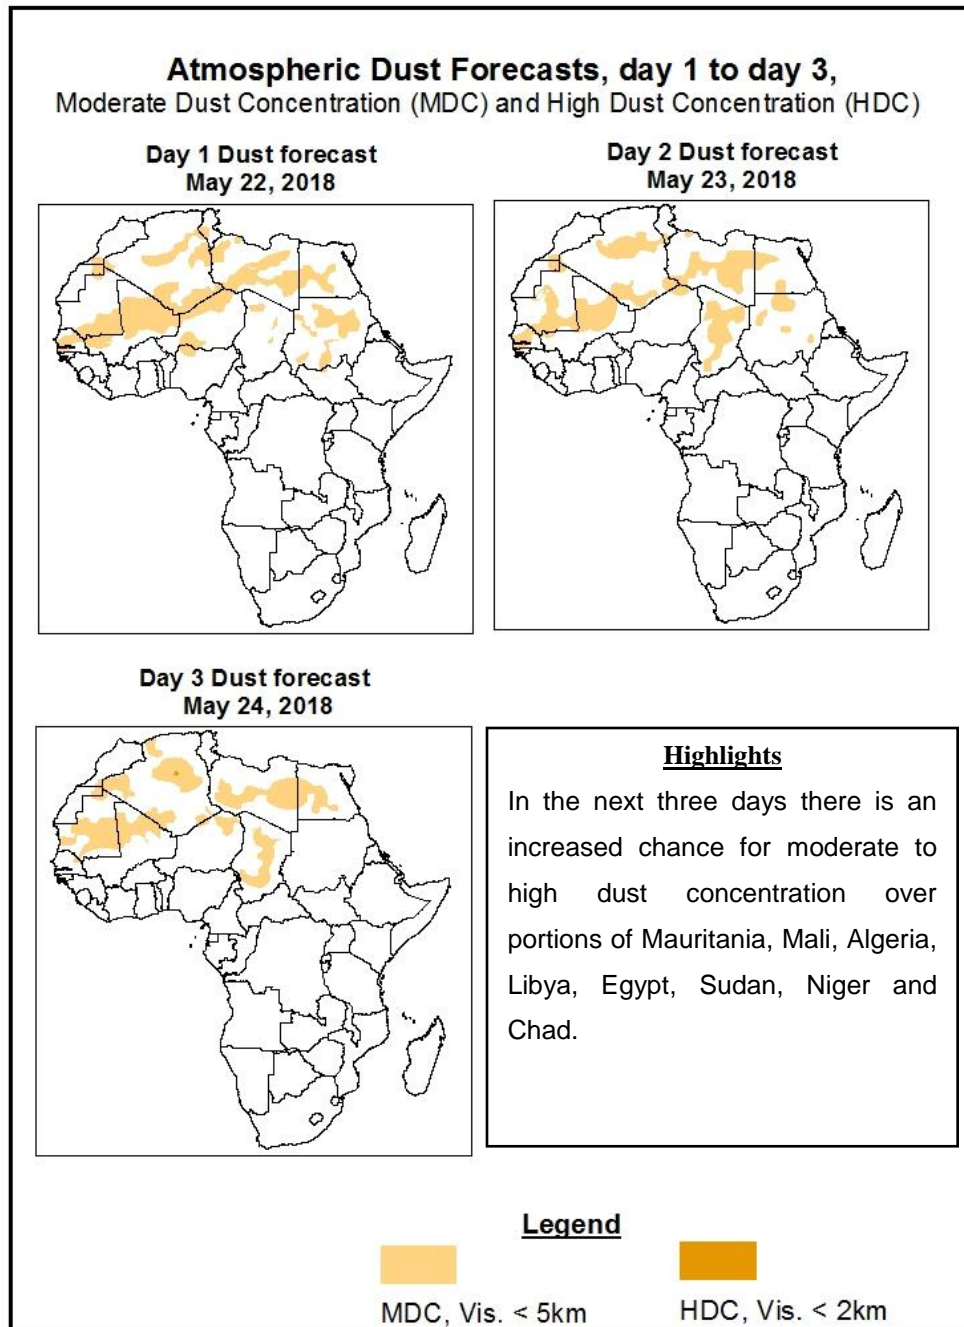 Atmospheric Dust Forecasts, day 1 to day 3,
Moderate Dust Concentration (MDC) and High Dust Concentration (HDC)
Day 1 Dust forecast
May 22, 2018
Day 2 Dust forecast
May 23, 2018
Day 3 Dust forecast
May 24, 2018
Highlights
In the next three days there is an
increased chance for moderate to
high dust concentration over
portions of Mauritania, Mali, Algeria,
Libya, Egypt, Sudan, Niger and
Chad.
Legend
MDC, Vis. < 5km
HDC, Vis. < 2km